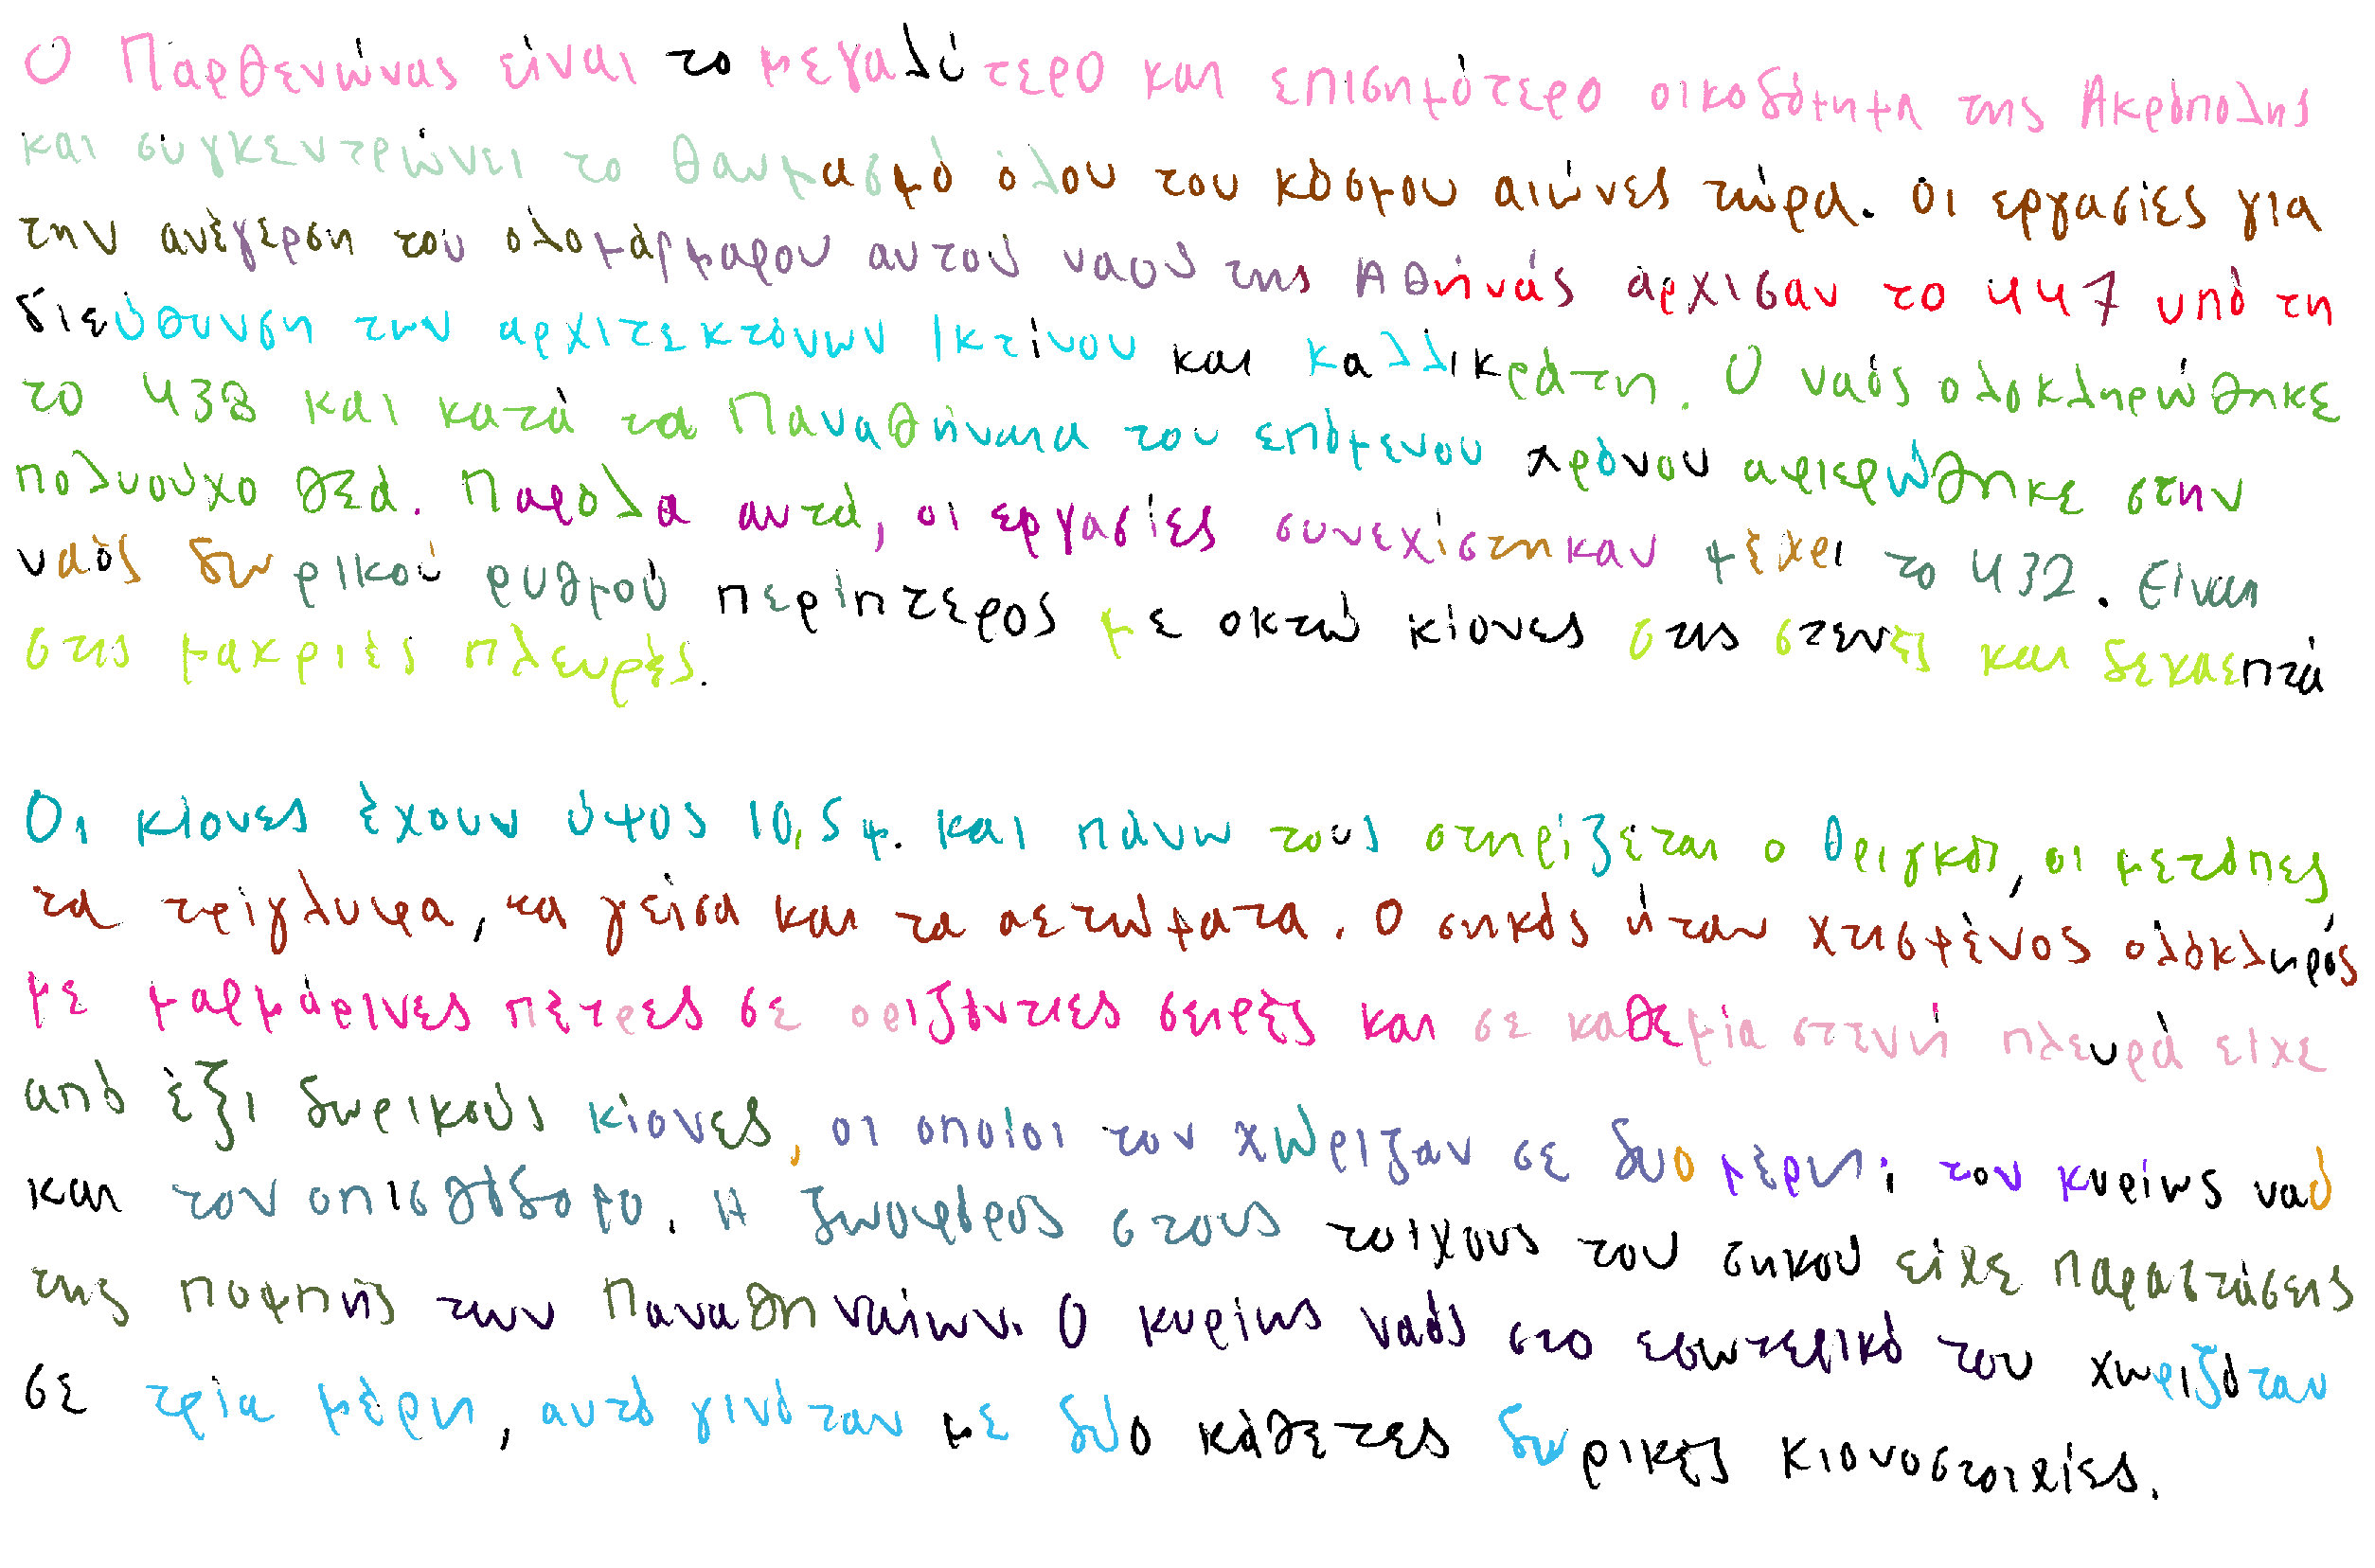 Ο Παρθενώνας είναι το μεγαλύτερο και επισημότερο οικοδόμημα της Ακρόπολης
και συγκεντρώνει το θαυμασμό όλου του κόσμου αιώνες τώρα. Οι εργασίες για
την ανέγερση του ολομάρμαρου αυτού ναού της Αθηνάς άρχισαν το 447 υπό τη
διεύθυνση των αρχιτεκτόνων Ικτίνου και Καλλικράτη. Ο ναός ολοκληρώθηκε
το 438 και κατά τα Παναθήναια του επόμενου χρόνου αφιερώθηκε στην
πολυούχο θεά. Παρόλα αυτά, οι εργασίες συνεχίστηκαν μέχρι το 432. Είναι
ναός δωρικού ρυθμού περίπτερος με οκτώ κίονες στις στενές και δεκαεπτά
στις μακριές πλευρές.
Οι κίονες έχουν ύψος 10,5 μ. και πάνω τους στηρίζεται ο θριγκός, οι μετόπες
τα τρίγλυφα, τα γείσα και τα αετώματα. Ο σηκός ήταν χτισμένος ολόκληρός
με μαρμάρινες πέτρες σε οριζόντιες σειρές και σε καθεμία στενή πλευρά είχε
από έξι δωρικούς κίονες, οι οποίοι τον χώριζαν σε δυο μέρη; τον κυρίως ναό
και τον οπισθόδομο. Η ζωοφόρος στους τοίχους του σηκού είχε παραστάσεις
της πομπής των Παναθηναίων. Ο κυρίως ναός στο εσωτερικό του χωριζόταν
σε τρία μέρη, αυτό γινόταν με δύο κάθετες δωρικές κιονοστοιχίες.